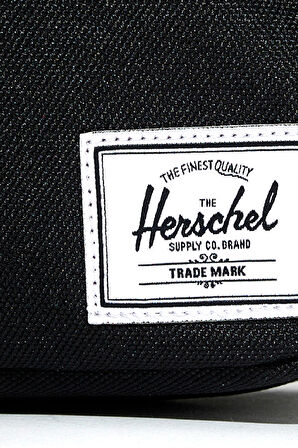 THE FINEST QUALITY
THE
Herschel
SUPPLY CO. BRAND
TRADE MARK